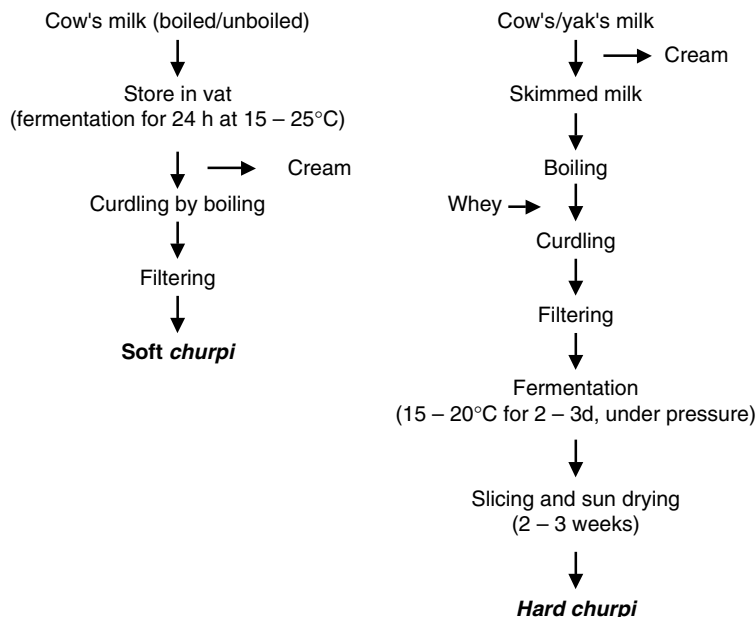 Cow's milk (boiled/unboiled)
Store in vat
(fermentation for 24 h at 15 – 25°C)
Cream
Curdling by boiling
Filtering
Soft churpi
Cow's/yak's milk
Cream
Skimmed milk
Boiling
Whey
Curdling
Filtering
Fermentation
(15 – 20°C for 2 – 3d, under pressure)
Slicing and sun drying
(2 – 3 weeks)
Hard churpi